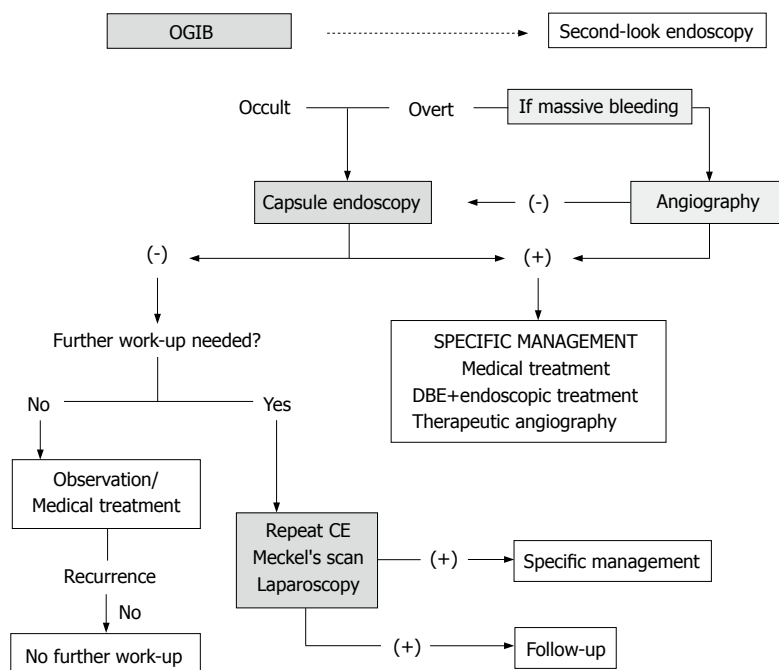 OGIB
Second-look endoscopy
Occult
Overt
If massive bleeding
Capsule endoscopy
(-)
Angiography
(-)
(+)
Further work-up needed?
SPECIFIC MANAGEMENT
Medical treatment
DBE+endoscopic treatment
Therapeutic angiography
No
Yes
Observation/
Medical treatment
Repeat CE
Meckel's scan
Laparoscopy
(+)
Specific management
Recurrence
No
No further work-up
(+)
Follow-up